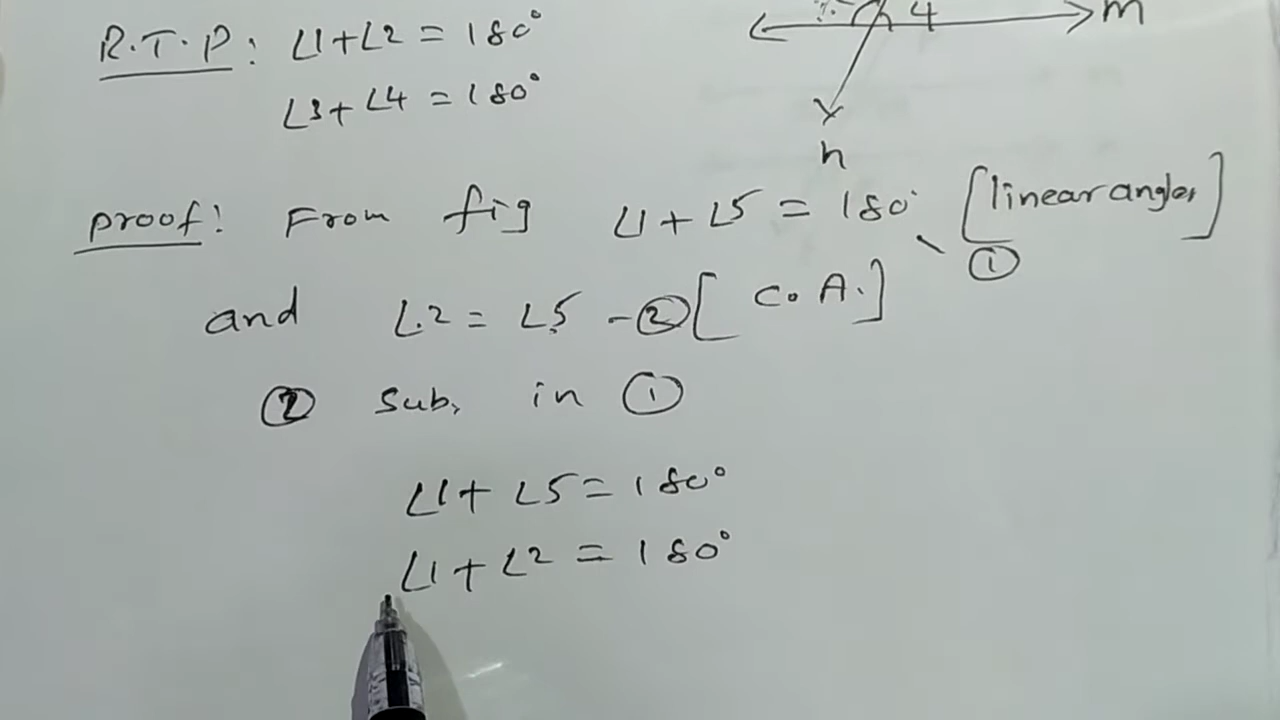 R.T.P: ∠1+∠2 = 180°
∠3+∠4 = 180°
4
m
n
proof: From fig ∠1+∠5 = 180° [linear angles]
①
and ∠2 = ∠5 - ② [C.A.]
② Sub, in ①
∠1+∠5 = 180°
∠1+∠2 = 180°